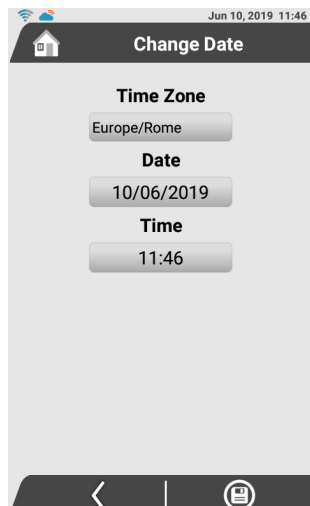 Jun 10, 2019 11:46
Change Date
Time Zone
Europe/Rome
Date
10/06/2019
Time
11:46